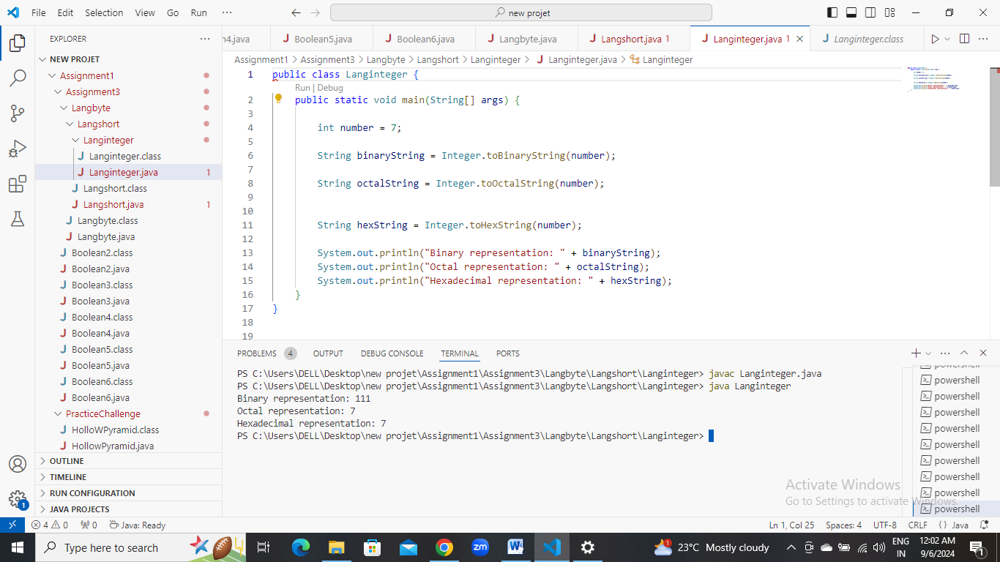 File Edit Selection View Go Run ··· new projet
EXPLORER ···
NEW PROJET
Assignment1
Assignment3
Langbyte
Langshort
Langinteger
Langinteger.class
Langinteger.java 1
Langshort.class
Langshort.java 1
Langbyte.class
Langbyte.java
Boolean2.class
Boolean2.java
Boolean3.class
Boolean3.java
Boolean4.class
Boolean4.java
Boolean5.class
Boolean5.java
Boolean6.class
Boolean6.java
PracticeChallenge
HolloWPyramid.class
HollowPyramid.java
OUTLINE
TIMELINE
RUN CONFIGURATION
JAVA PROJECTS
n4.java Boolean5.java Boolean6.java Langbyte.java Langshort.java 1 Langinteger.java 1 Langinteger.class
Assignment1 > Assignment3 > Langbyte > Langshort > Langinteger > Langinteger.java > Langinteger
1 public class Langinteger {
Run | Debug
2 public static void main(String[] args) {
3
4 int number = 7;
5
6 String binaryString = Integer.toBinaryString(number);
7
8 String octalString = Integer.toOctalString(number);
9
10
11 String hexString = Integer.toHexString(number);
12
13 System.out.println("Binary representation: " + binaryString);
14 System.out.println("Octal representation: " + octalString);
15 System.out.println("Hexadecimal representation: " + hexString);
16 }
17 }
18
19
PROBLEMS 4 OUTPUT DEBUG CONSOLE TERMINAL PORTS
PS C:\Users\DELL\Desktop\new projet\Assignment1\Assignment3\Langbyte\Langshort\Langinteger> javac Langinteger.java
PS C:\Users\DELL\Desktop\new projet\Assignment1\Assignment3\Langbyte\Langshort\Langinteger> java Langinteger
Binary representation: 111
Octal representation: 7
Hexadecimal representation: 7
PS C:\Users\DELL\Desktop\new projet\Assignment1\Assignment3\Langbyte\Langshort\Langinteger>
powershell
powershell
powershell
powershell
powershell
powershell
powershell
powershell
powershell
powershell
Activate Windows
Go to Settings to activate Windows.
1
4 0 0 Java: Ready Ln 1, Col 25 Spaces: 4 UTF-8 CRLF {} Java
Type here to search zm W 1 23°C Mostly cloudy ENG IN 12:02 AM 9/6/2024 1